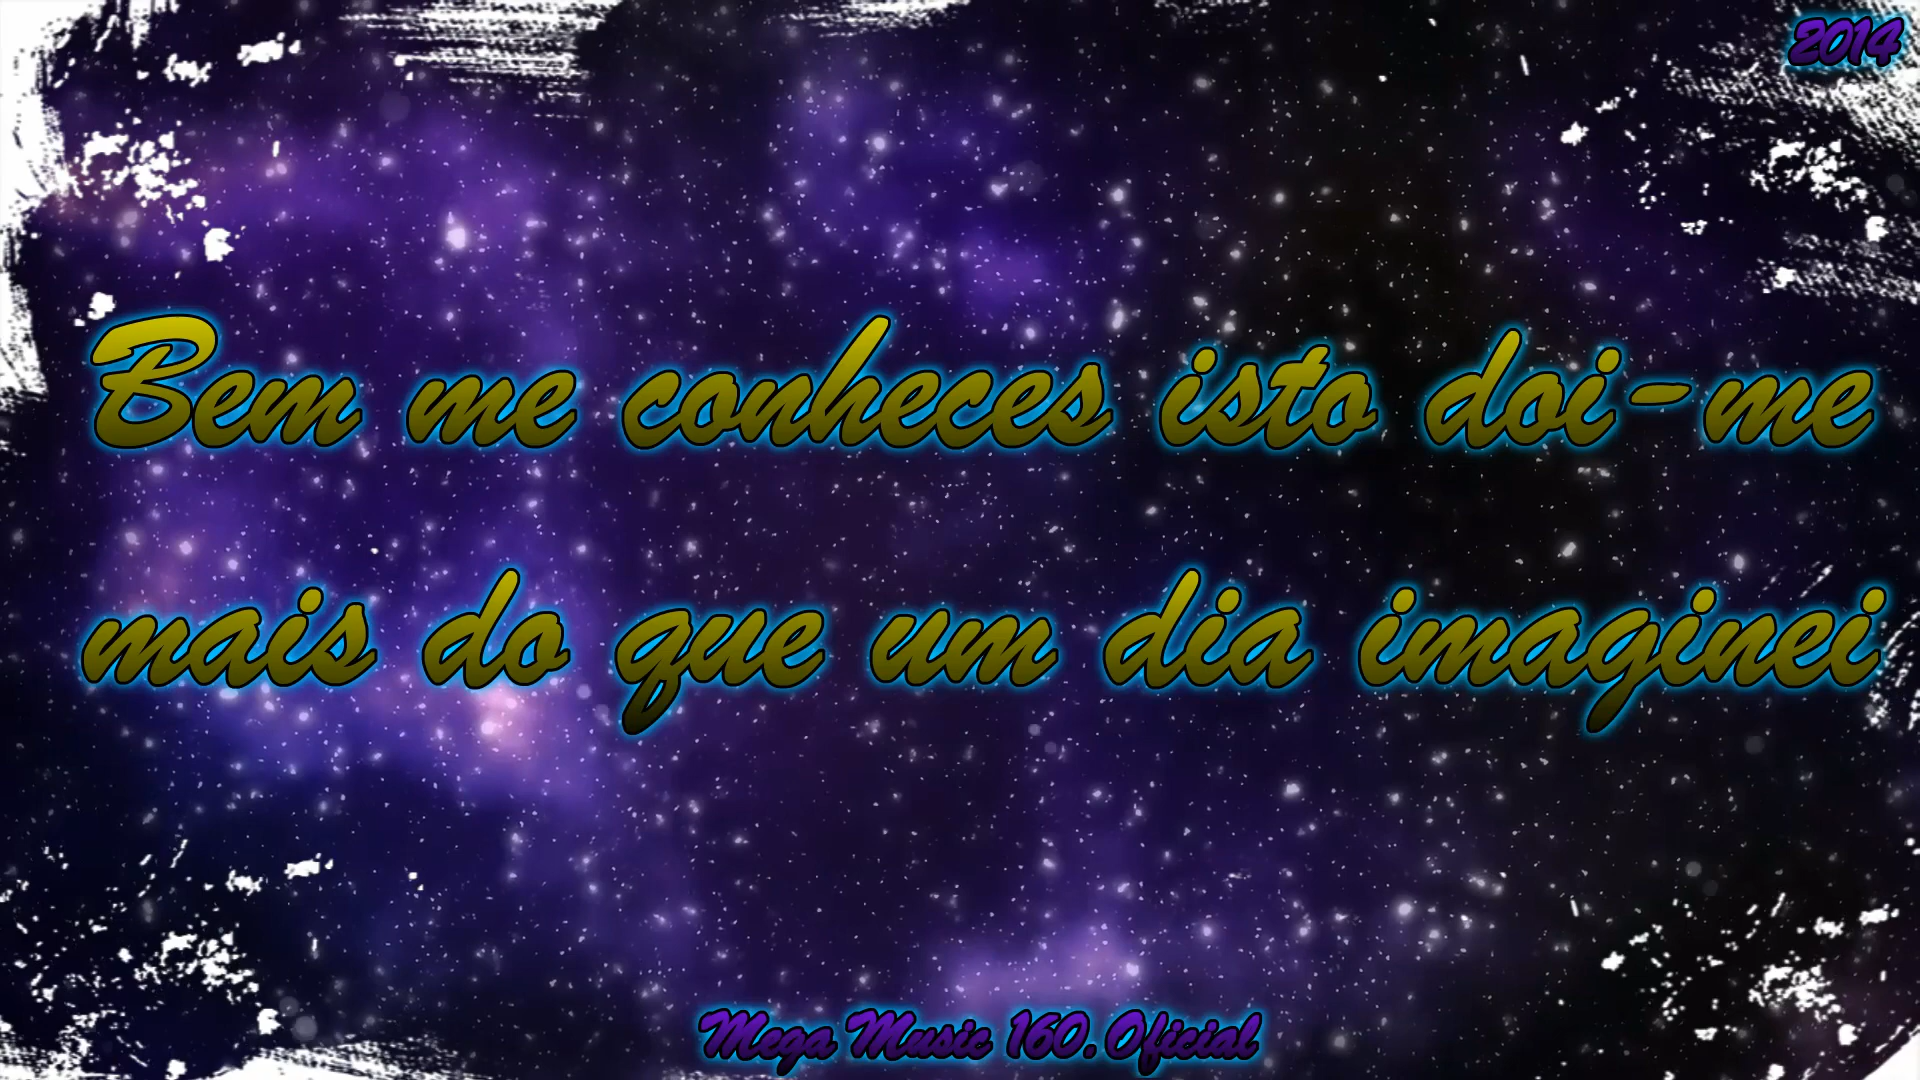 2014
Bem me conheces isto doi-me
mais do que um dia imaginei
Mega Music 160. Oficial